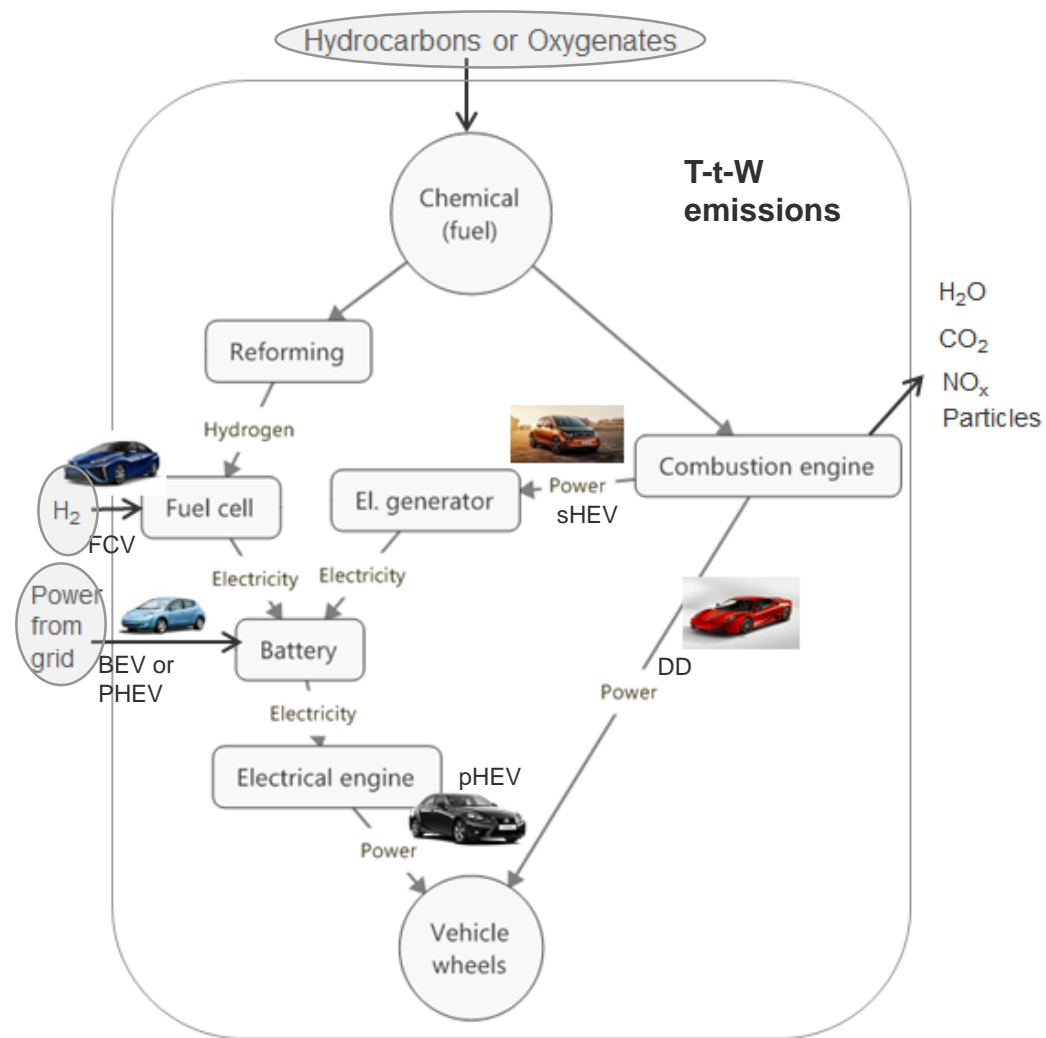 Hydrocarbons or Oxygenates
T-t-W
emissions
Chemical
(fuel)
H₂O
CO₂
NOₓ
Particles
Reforming
Hydrogen
Combustion engine
Power
sHEV
El. generator
Fuel cell
H₂
FCV
Electricity
Electricity
Power
from
grid
BEV or
PHEV
Battery
DD
Power
Electricity
Electrical engine
pHEV
Power
Vehicle
wheels